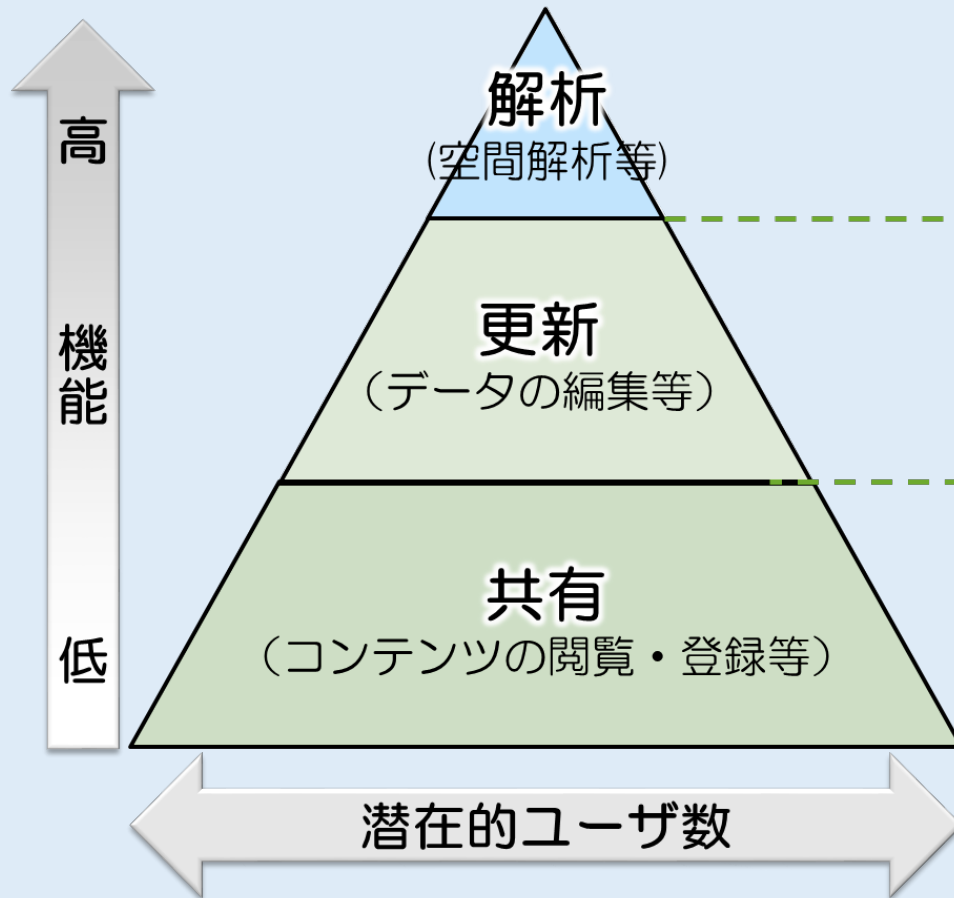 高
機能
低
解析
(空間解析等)
更新
（データの編集等）
共有
（コンテンツの閲覧・登録等）
潜在的ユーザ数